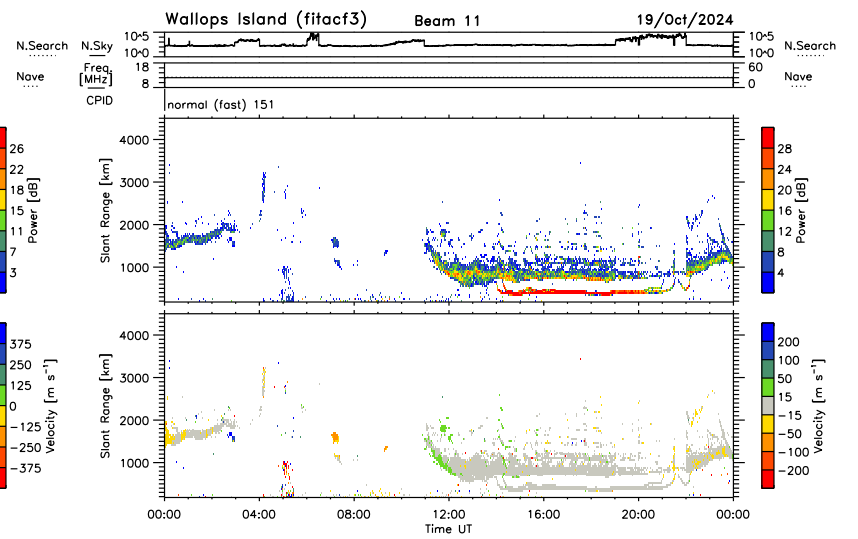 Wallops Island (fitacf3) Beam 11 19/Oct/2024
N.Search N.Sky 10^5 10^0 10^5 10^0 N.Search
Nave Freq. [MHz] 18 8 60 0 Nave
CPID normal (fast) 151
26 22 18 15 11 7 3
Power [dB]
4000 3000 2000 1000
Slant Range [km]
28 24 20 16 12 8 4
Power [dB]
375 250 125 0 −125 −250 −375
Velocity [m s⁻¹]
4000 3000 2000 1000
Slant Range [km]
200 100 50 15 −15 −50 −100 −200
Velocity [m s⁻¹]
00:00 04:00 08:00 12:00 16:00 20:00 00:00
Time UT